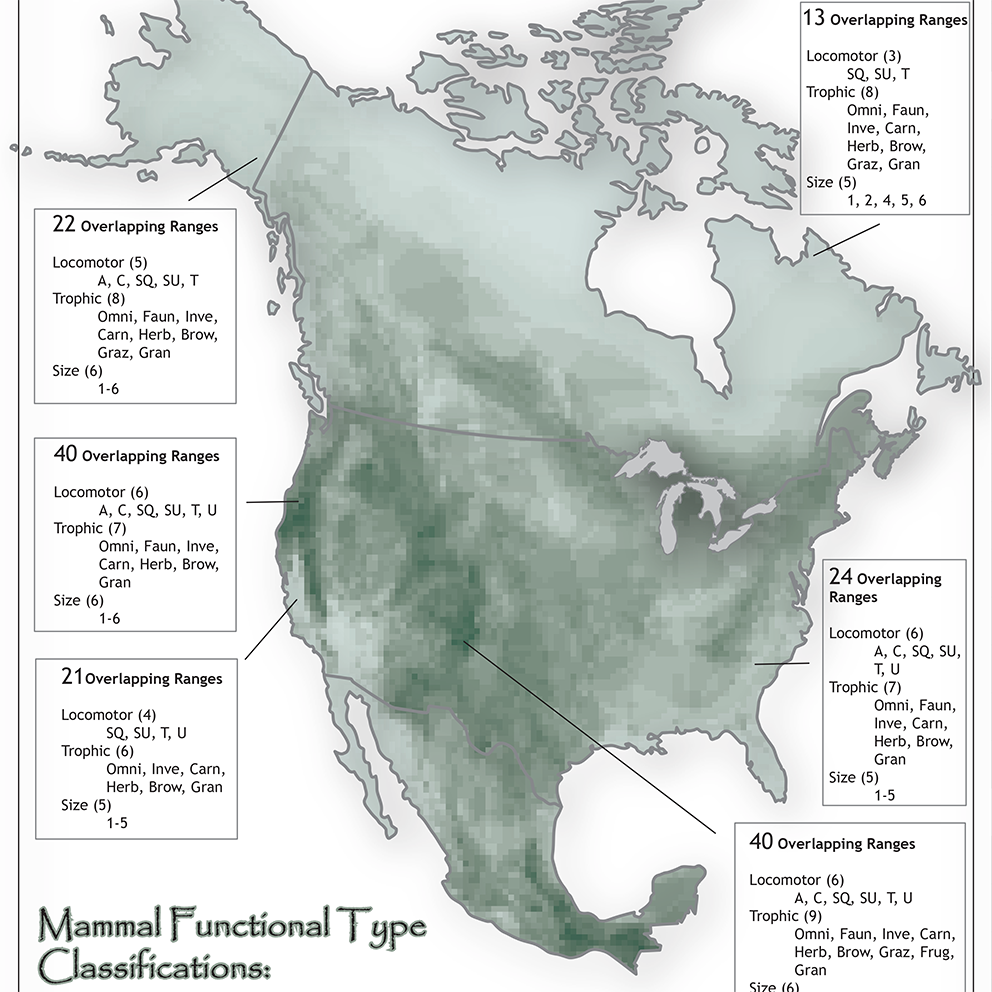 13 Overlapping Ranges
Locomotor (3)
SQ, SU, T
Trophic (8)
Omni, Faun,
Inve, Carn,
Herb, Brow,
Graz, Gran
Size (5)
1, 2, 4, 5, 6
22 Overlapping Ranges
Locomotor (5)
A, C, SQ, SU, T
Trophic (8)
Omni, Faun, Inve,
Carn, Herb, Brow,
Graz, Gran
Size (6)
1-6
40 Overlapping Ranges
Locomotor (6)
A, C, SQ, SU, T, U
Trophic (7)
Omni, Faun, Inve,
Carn, Herb, Brow,
Gran
Size (6)
1-6
24 Overlapping
Ranges
Locomotor (6)
A, C, SQ, SU,
T, U
Trophic (7)
Omni, Faun,
Inve, Carn,
Herb, Brow,
Gran
Size (5)
1-5
21Overlapping Ranges
Locomotor (4)
SQ, SU, T, U
Trophic (6)
Omni, Inve, Carn,
Herb, Brow, Gran
Size (5)
1-5
40 Overlapping Ranges
Locomotor (6)
A, C, SQ, SU, T, U
Trophic (9)
Omni, Faun, Inve, Carn,
Herb, Brow, Graz, Frug,
Gran
Size (6)
Mammal Functional Type
Classifications: